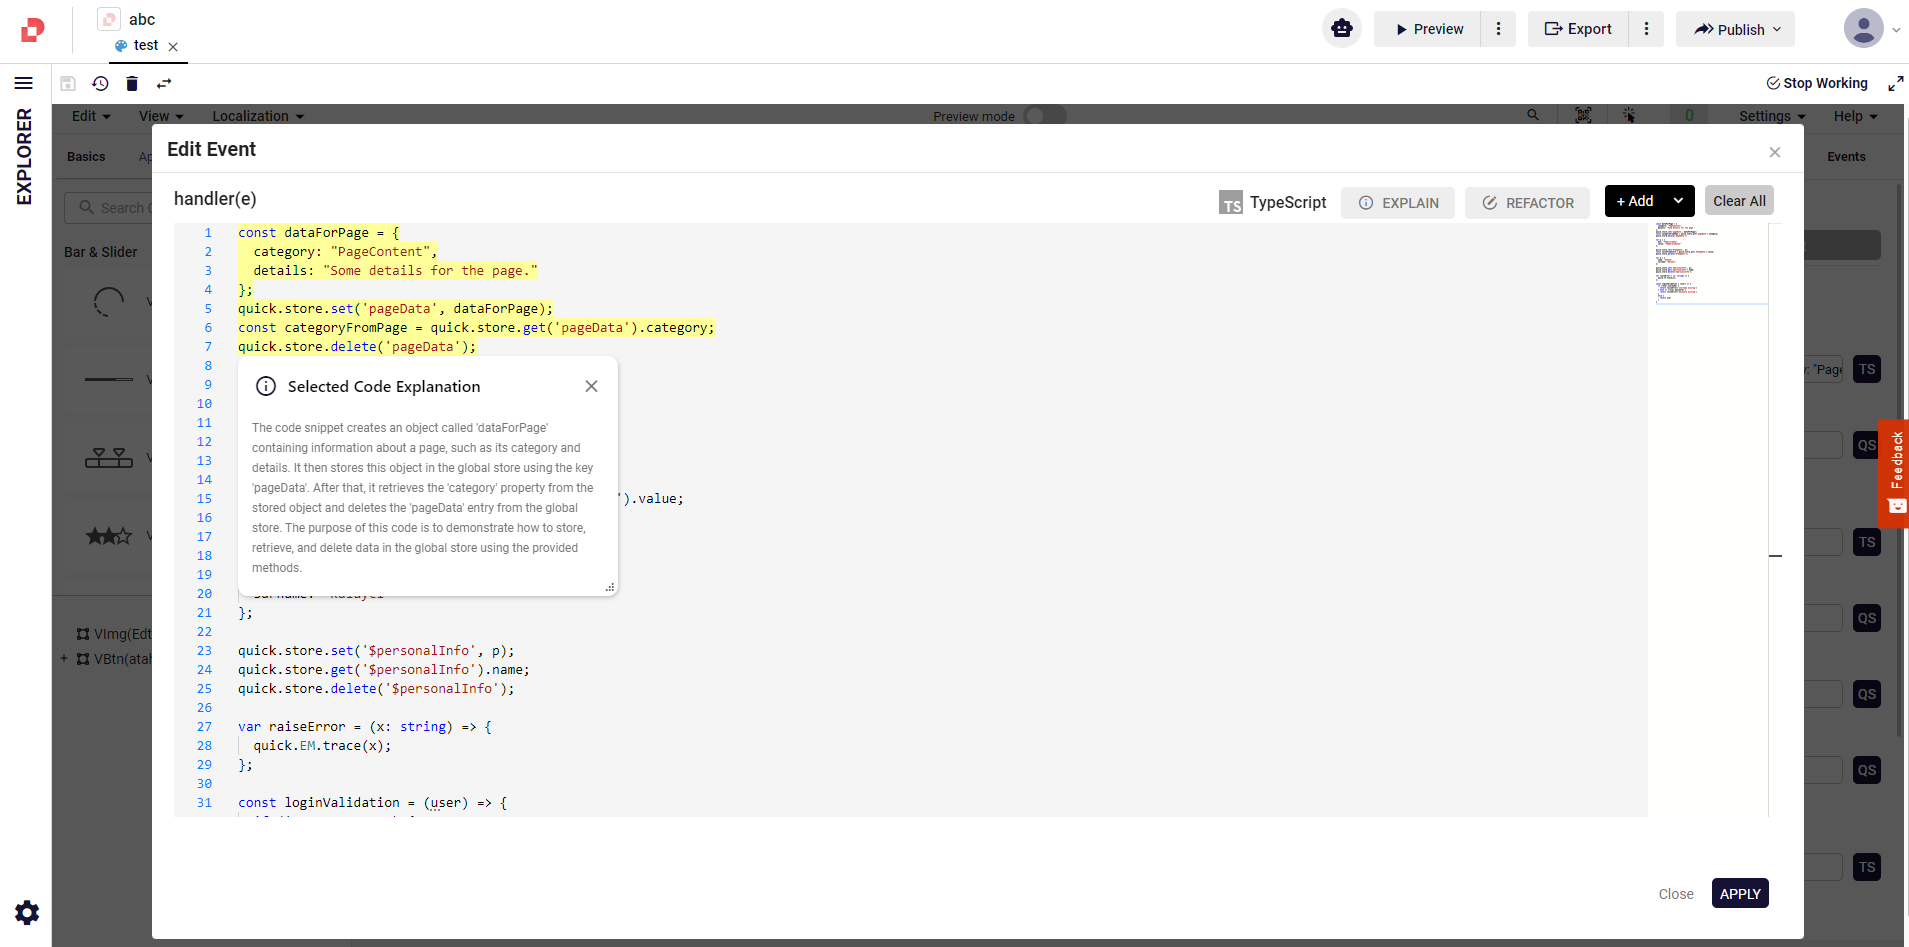 abc
test
Preview
Export
Publish
EXPLORER
Stop Working
Edit
View
Localization
Preview mode
0
Settings
Help
Basics
Events
Search
Bar & Slider
VImg(Edt
VBtn(atal
Edit Event
handler(e)
TS TypeScript
EXPLAIN
REFACTOR
+ Add
Clear All
1 const dataForPage = {
2 category: "PageContent",
3 details: "Some details for the page."
4 };
5 quick.store.set('pageData', dataForPage);
6 const categoryFromPage = quick.store.get('pageData').category;
7 quick.store.delete('pageData');
8
9
10
11
12
13
14
15 ').value;
16
17
18
19
20
21 };
22
23 quick.store.set('$personalInfo', p);
24 quick.store.get('$personalInfo').name;
25 quick.store.delete('$personalInfo');
26
27 var raiseError = (x: string) => {
28 quick.EM.trace(x);
29 };
30
31 const loginValidation = (user) => {
Selected Code Explanation
The code snippet creates an object called 'dataForPage'
containing information about a page, such as its category and
details. It then stores this object in the global store using the key
'pageData'. After that, it retrieves the 'category' property from the
stored object and deletes the 'pageData' entry from the global
store. The purpose of this code is to demonstrate how to store,
retrieve, and delete data in the global store using the provided
methods.
: "Page
TS
QS
TS
QS
QS
QS
TS
Feedback
Close
APPLY